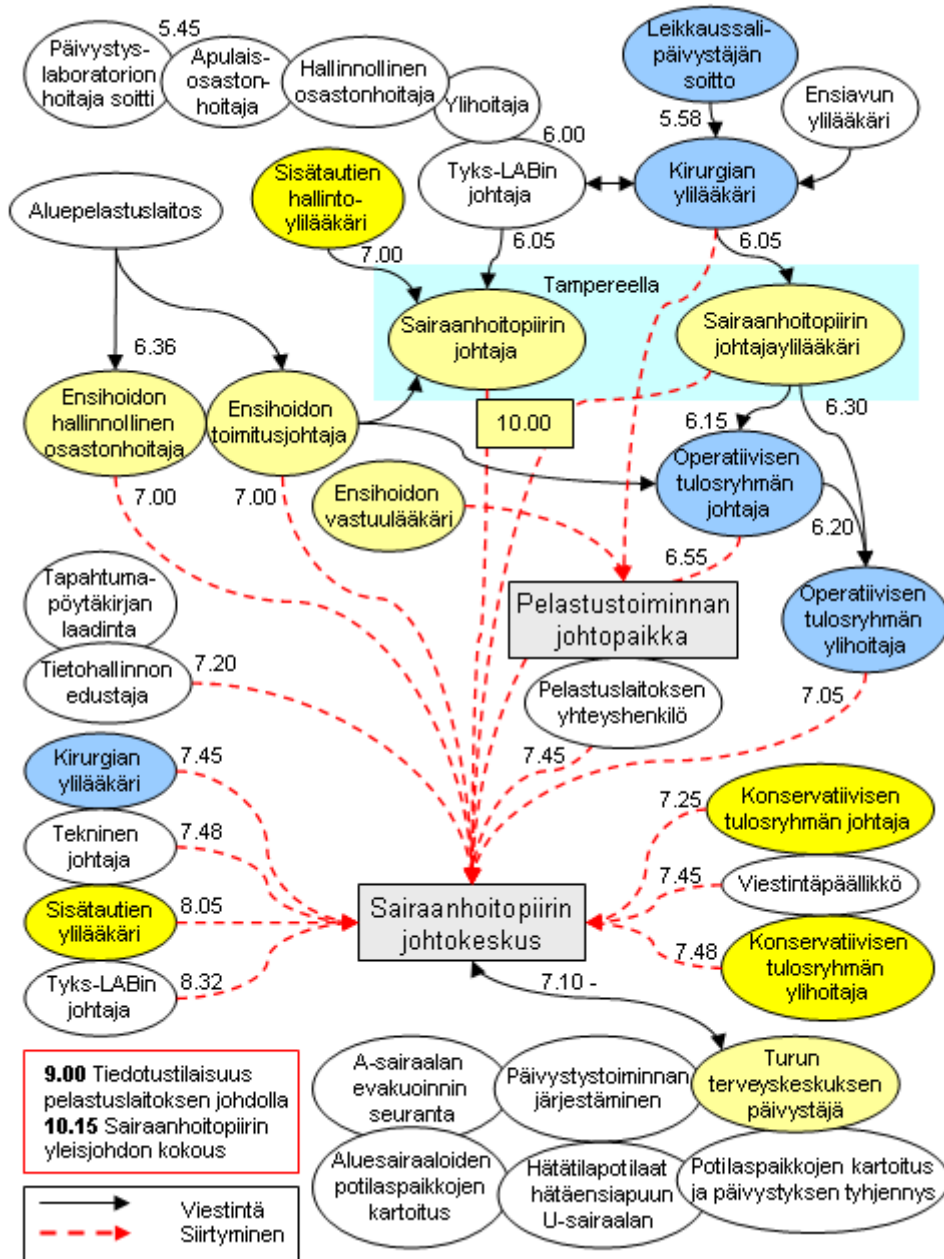 5.45
Päivystys-
laboratorion
hoitaja soitti
Apulais-
osaston-
hoitaja
Hallinnollinen
osastonhoitaja
Ylihoitaja
Leikkaussali-
päivystäjän
soitto
5.58
Ensiavun
ylilääkäri
6.00
Sisätautien
hallinto-
ylilääkäri
Tyks-LABin
johtaja
Kirurgian
ylilääkäri
Aluepelastuslaitos
7.00
6.05
6.05
Tampereella
Sairaanhoitopiirin
johtaja
Sairaanhoitopiirin
johtajaylilääkäri
6.36
Ensihoidon
hallinnollinen
osastonhoitaja
Ensihoidon
toimitusjohtaja
10.00
6.15
6.30
7.00
7.00
Ensihoidon
vastuulääkäri
Operatiivisen
tulosryhmän
johtaja
6.20
6.55
Tapahtuma-
pöytäkirjan
laadinta
Pelastustoiminnan
johtopaikka
Operatiivisen
tulosryhmän
ylihoitaja
Tietohallinnon
edustaja
7.20
Pelastuslaitoksen
yhteyshenkilö
7.05
7.45
Kirurgian
ylilääkäri
7.45
7.25
Konservatiivisen
tulosryhmän johtaja
Tekninen
johtaja
7.48
7.45
Viestintäpäällikkö
Sisätautien
ylilääkäri
8.05
Sairaanhoitopiirin
johtokeskus
7.48
Konservatiivisen
tulosryhmän
ylihoitaja
Tyks-LABin
johtaja
8.32
7.10 -
9.00 Tiedotustilaisuus
pelastuslaitoksen johdolla
10.15 Sairaanhoitopiirin
yleisjohdon kokous
A-sairaalan
evakuoinnin
seuranta
Päivystystoiminnan
järjestäminen
Turun
terveyskeskuksen
päivystäjä
Aluesairaaloiden
potilaspaikkojen
kartoitus
Hätätilapotilaat
hätäensiapuun
U-sairaalan
Potilaspaikkojen kartoitus
ja päivystyksen tyhjennys
Viestintä
Siirtyminen